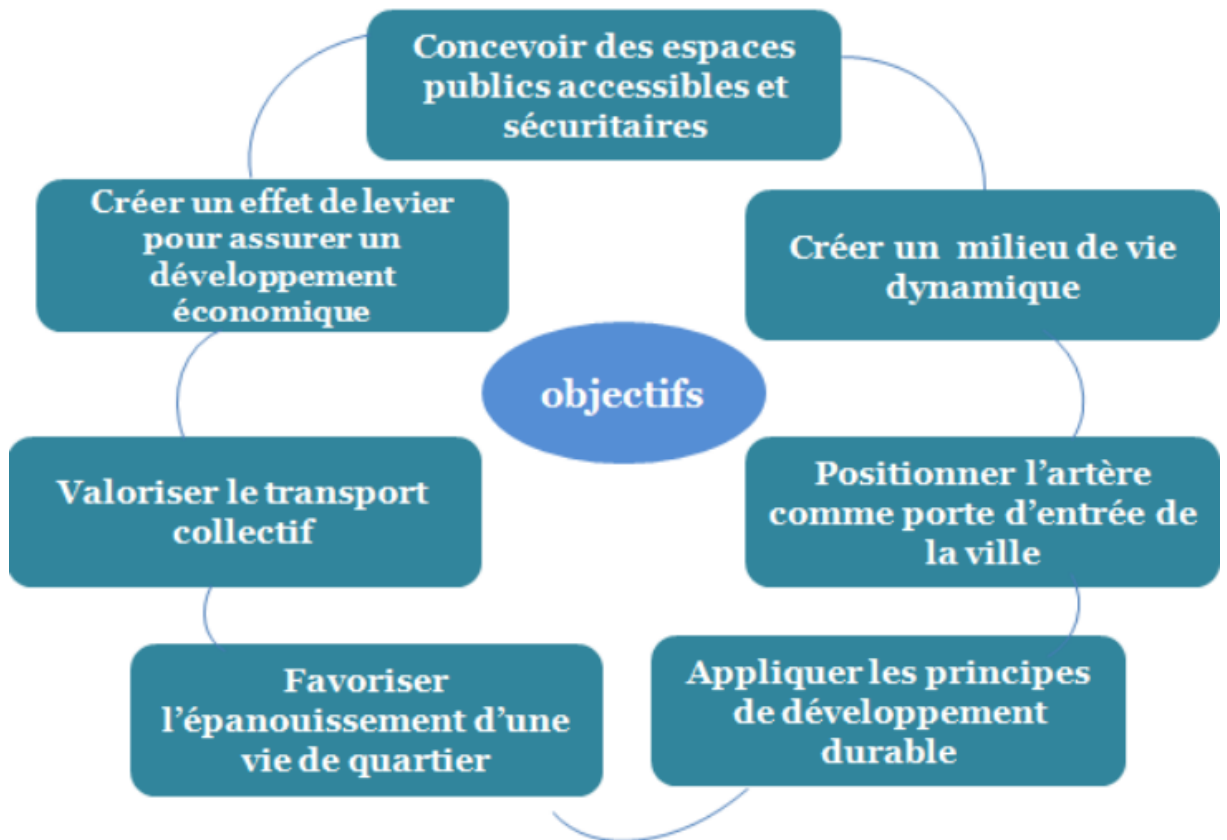 Concevoir des espaces
publics accessibles et
sécuritaires
Créer un effet de levier
pour assurer un
développement
économique
Créer un milieu de vie
dynamique
objectifs
Valoriser le transport
collectif
Positionner l'artère
comme porte d'entrée de
la ville
Favoriser
l'épanouissement d'une
vie de quartier
Appliquer les principes
de développement
durable